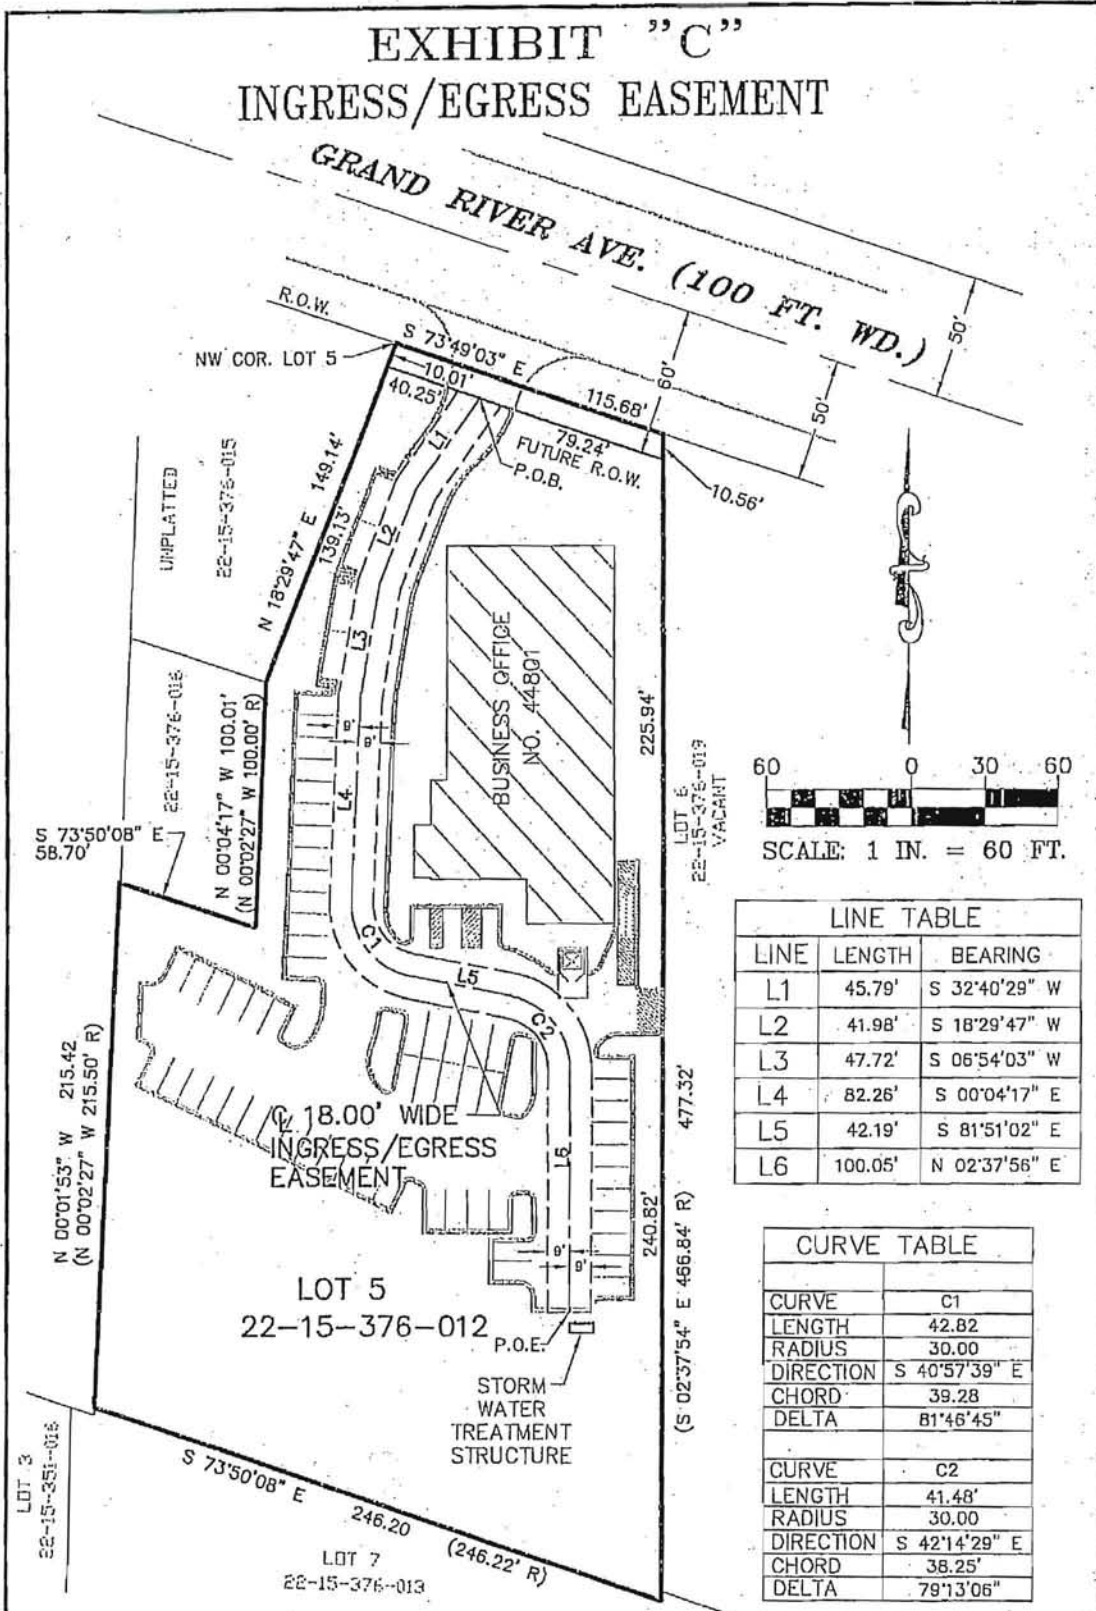 EXHIBIT "C"
INGRESS/EGRESS EASEMENT
GRAND RIVER AVE. (100 FT. WD.)
R.O.W.
50'
60'
50'
NW COR. LOT 5
S 73°49'03" E
115.68'
10.01'
40.25'
79.24'
FUTURE R.O.W.
P.O.B.
10.56'
L1
L2
L3
L4
UNPLATTED
22-15-376-015
N 18°29'47" E 149.14'
139.13'
22-15-376-016
N 00°04'17" W 100.01'
(N 00°02'27" W 100.00' R)
S 73°50'08" E
58.70'
9'
9'
BUSINESS OFFICE
NO. 44801
225.94'
LOT 6
22-15-376-019
VACANT
60 0 30 60
SCALE: 1 IN. = 60 FT.
C1
L5
C2
L6
℄ 18.00' WIDE
INGRESS/EGRESS
EASEMENT
N 00°01'53" W 215.42
(N 00°02'27" W 215.50' R)
477.32'
240.82'
(S 02°37'54" E 466.84' R)
9'
9'
LOT 5
22-15-376-012
P.O.E.
STORM
WATER
TREATMENT
STRUCTURE
LOT 3
22-15-351-016
S 73°50'08" E 246.20 (246.22' R)
LOT 7
22-15-376-013
LINE TABLE
LINE LENGTH BEARING
L1 45.79' S 32°40'29" W
L2 41.98' S 18°29'47" W
L3 47.72' S 06°54'03" W
L4 82.26' S 00°04'17" E
L5 42.19' S 81°51'02" E
L6 100.05' N 02°37'56" E
CURVE TABLE
CURVE C1
LENGTH 42.82
RADIUS 30.00
DIRECTION S 40°57'39" E
CHORD 39.28
DELTA 81°46'45"
CURVE C2
LENGTH 41.48'
RADIUS 30.00
DIRECTION S 42°14'29" E
CHORD 38.25'
DELTA 79°13'06"